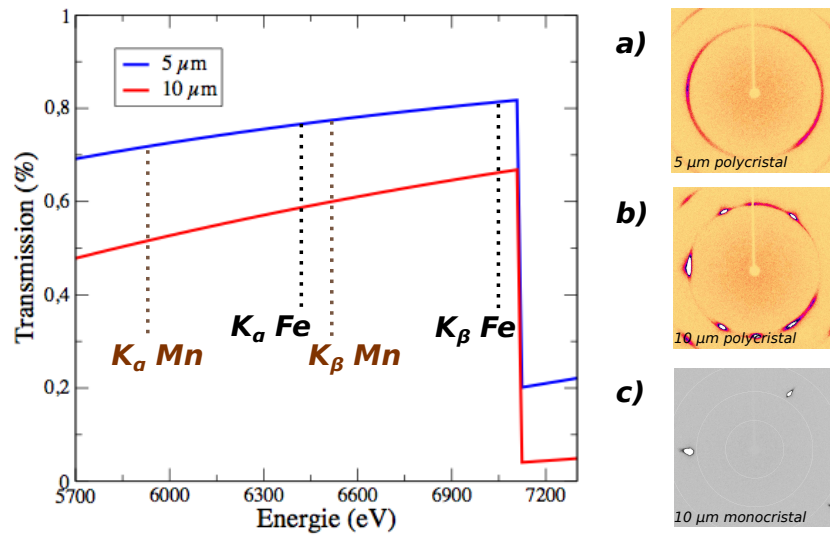 1
0,8
0,6
0,4
0,2
0
Transmission (%)
5 μm
10 μm
Kα Mn
Kα Fe
Kβ Mn
Kβ Fe
5700
6000
6300
6600
6900
7200
Energie (eV)
a)
5 μm polycristal
b)
10 μm polycristal
c)
10 μm monocristal